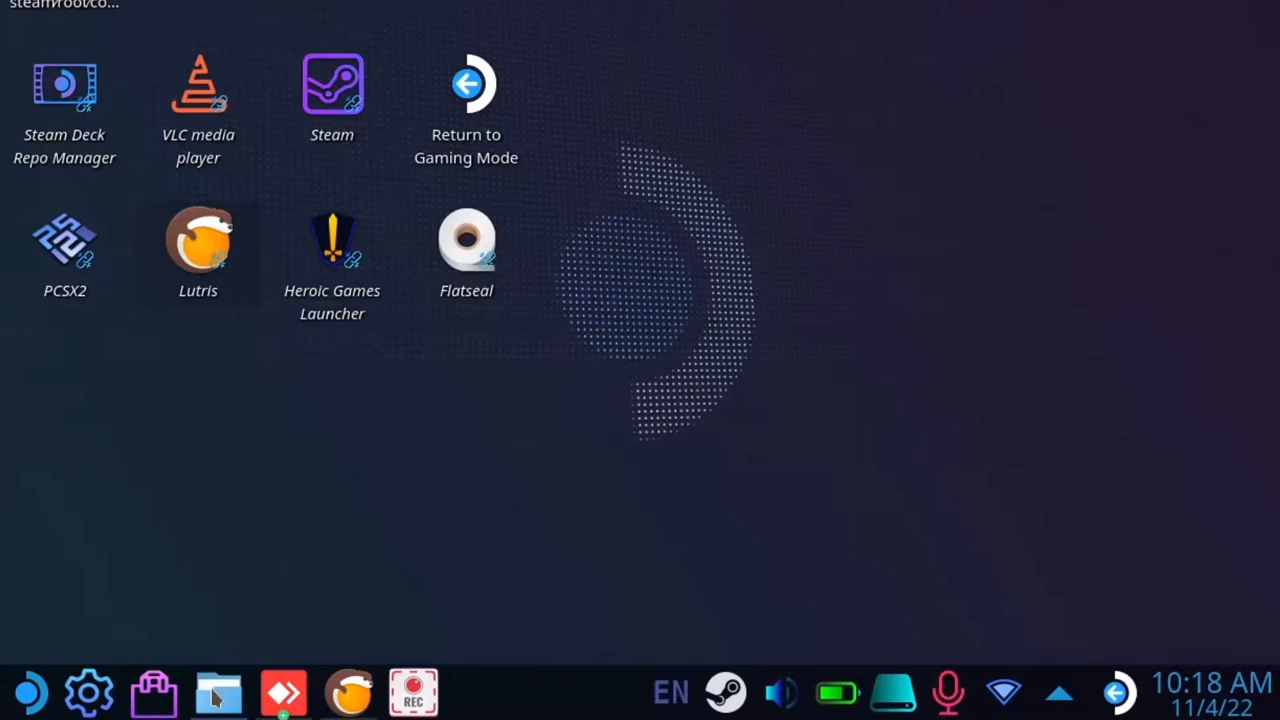 Steam Deck
Repo Manager
VLC media
player
Steam
Return to
Gaming Mode
PCSX2
Lutris
Heroic Games
Launcher
Flatseal
REC
EN
10:18 AM
11/4/22